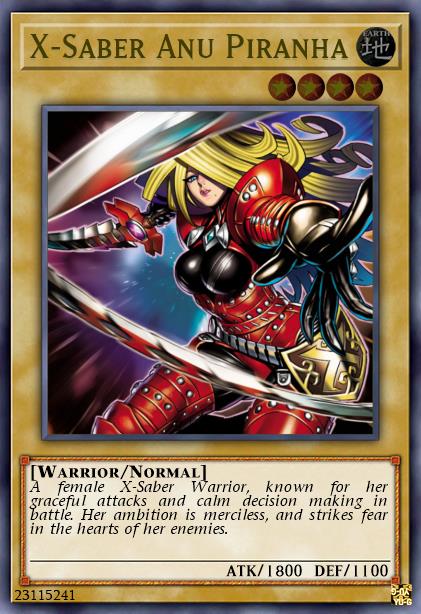 X-Saber Anu Piranha
EARTH
地
[Warrior/Normal]
A female X-Saber Warrior, known for her
graceful attacks and calm decision making in
battle. Her ambition is merciless, and strikes fear
in the hearts of her enemies.
ATK/1800 DEF/1100
23115241